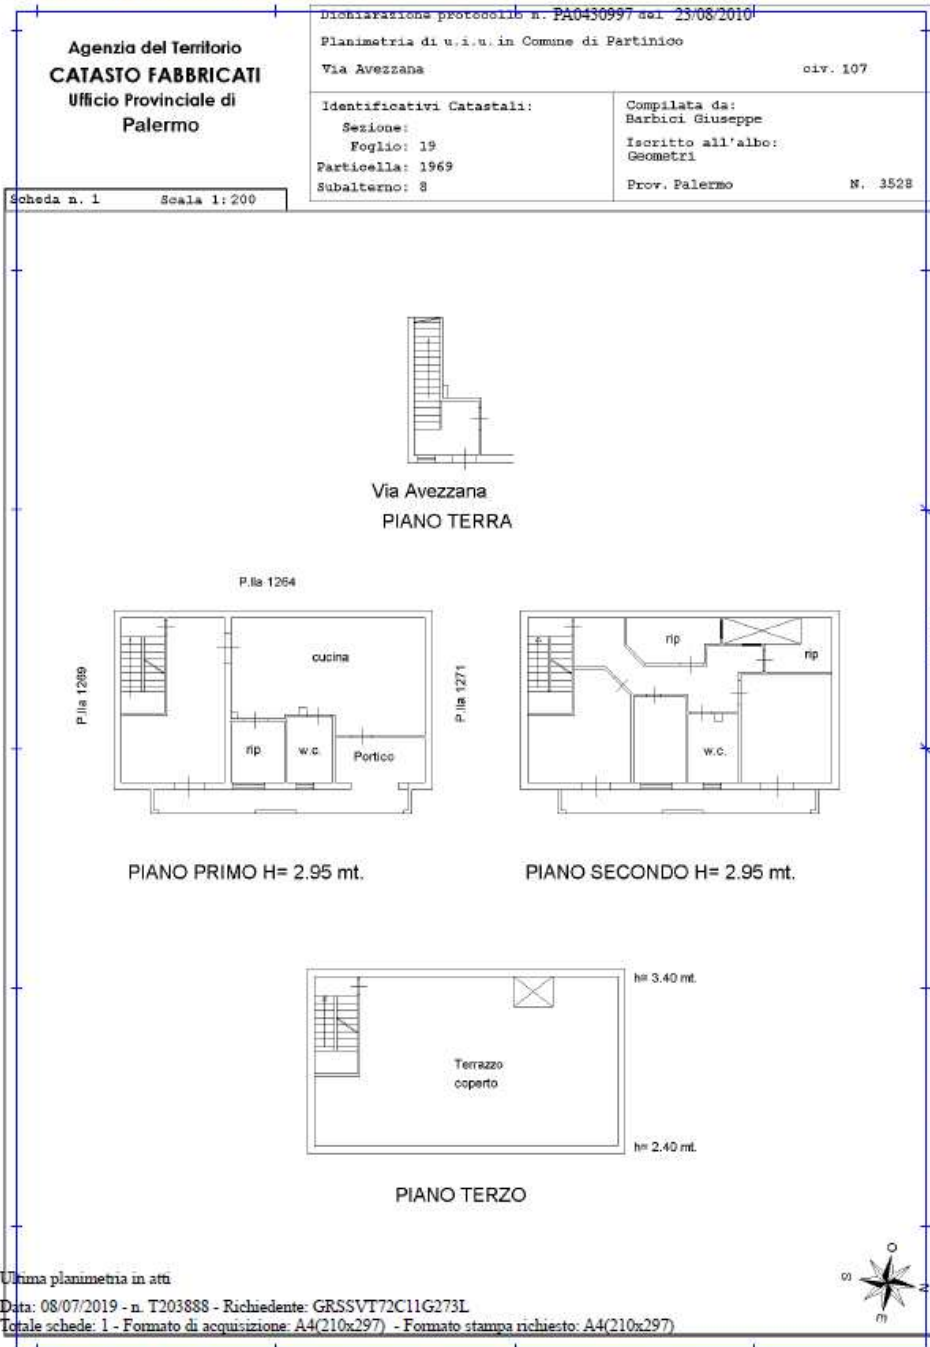 Agenzia del Territorio
CATASTO FABBRICATI
Ufficio Provinciale di
Palermo
Dichiarazione protocollo n. PA0430997 del 23/08/2010
Planimetria di u.i.u. in Comune di Partinico
Via Avezzana civ. 107
Identificativi Catastali:
Sezione:
Foglio: 19
Particella: 1969
Subalterno: 8
Compilata da:
Barbici Giuseppe
Iscritto all'albo:
Geometri
Prov. Palermo N. 3528
Scheda n. 1 Scala 1:200
Via Avezzana
PIANO TERRA
P.lla 1264
P.lla 1269
cucina
rip
w.c.
Portico
P.lla 1271
rip
rip
w.c.
PIANO PRIMO H= 2.95 mt.
PIANO SECONDO H= 2.95 mt.
h= 3.40 mt.
Terrazzo
coperto
h= 2.40 mt.
PIANO TERZO
O
S
N
E
Ultima planimetria in atti
Data: 08/07/2019 - n. T203888 - Richiedente: GRSSVT72C11G273L
Totale schede: 1 - Formato di acquisizione: A4(210x297) - Formato stampa richiesto: A4(210x297)